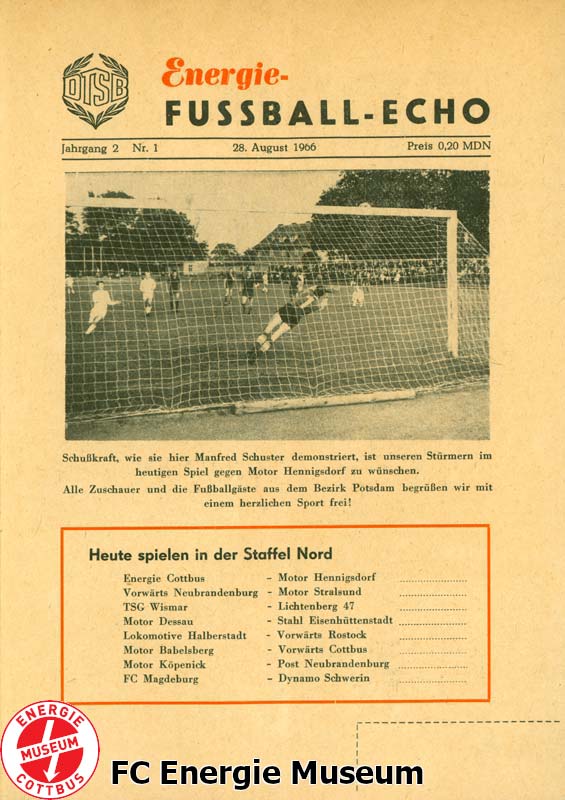 DTSB
Energie-
FUSSBALL-ECHO
Jahrgang 2 Nr. 1 28. August 1966 Preis 0,20 MDN
Schußkraft, wie sie hier Manfred Schuster demonstriert, ist unseren Stürmern im
heutigen Spiel gegen Motor Hennigsdorf zu wünschen.
Alle Zuschauer und die Fußballgäste aus dem Bezirk Potsdam begrüßen wir mit
einem herzlichen Sport frei!
Heute spielen in der Staffel Nord
Energie Cottbus - Motor Hennigsdorf
Vorwärts Neubrandenburg - Motor Stralsund
TSG Wismar - Lichtenberg 47
Motor Dessau - Stahl Eisenhüttenstadt
Lokomotive Halberstadt - Vorwärts Rostock
Motor Babelsberg - Vorwärts Cottbus
Motor Köpenick - Post Neubrandenburg
FC Magdeburg - Dynamo Schwerin
ENERGIE
MUSEUM
COTTBUS
FC Energie Museum